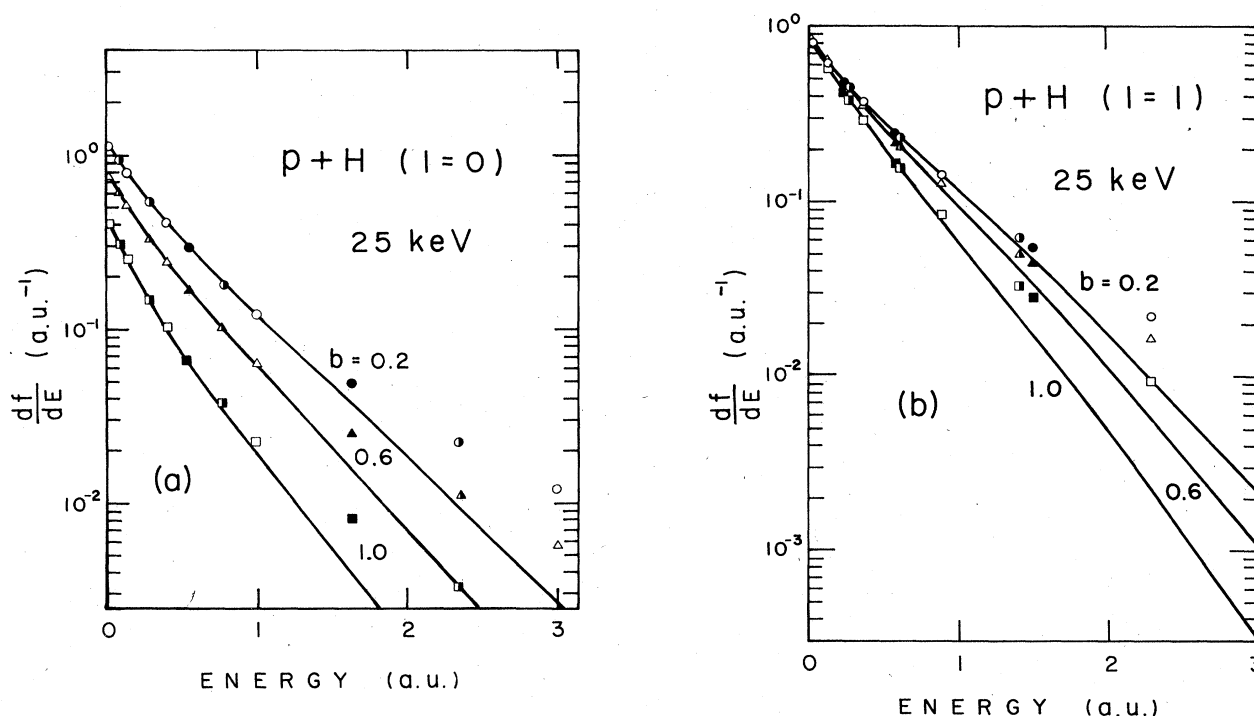 p + H (l = 0)
25 keV
10⁰
10⁻¹
10⁻²
df/dE (a.u.⁻¹)
b = 0.2
0.6
1.0
(a)
0 1 2 3
ENERGY (a.u.)
10⁰
p + H (l = 1)
25 keV
10⁻¹
10⁻²
10⁻³
df/dE (a.u.⁻¹)
b = 0.2
1.0
(b)
0.6
0 1 2 3
ENERGY (a.u.)